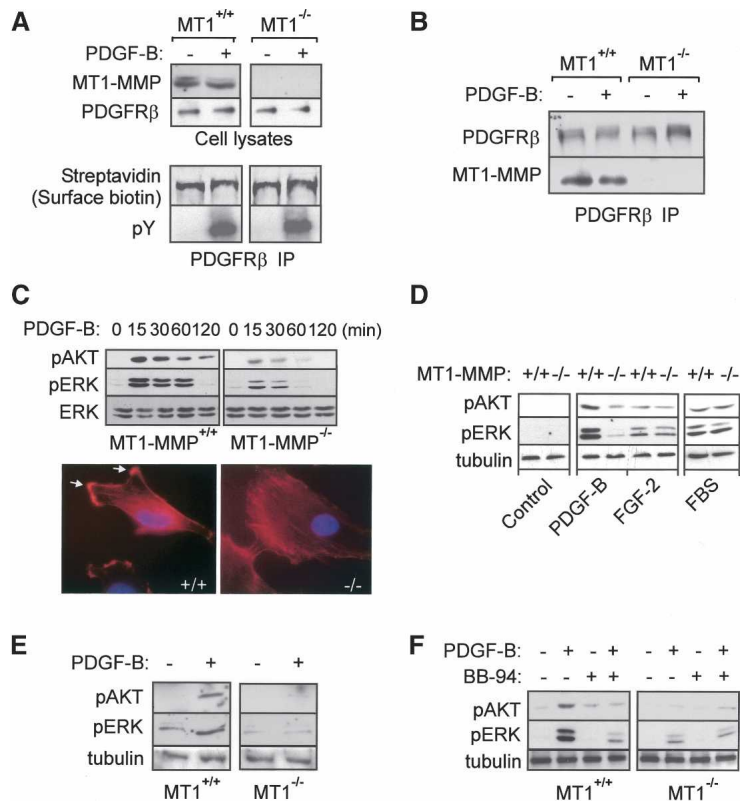 A
MT1+/+ MT1-/-
PDGF-B: - + - +
MT1-MMP
PDGFRβ
Cell lysates
Streptavidin
(Surface biotin)
pY
PDGFRβ IP
B
MT1+/+ MT1-/-
PDGF-B: - + - +
PDGFRβ
MT1-MMP
PDGFRβ IP
C
PDGF-B: 0 15 30 60 120 0 15 30 60 120 (min)
pAKT
pERK
ERK
MT1-MMP+/+ MT1-MMP-/-
+/+ -/-
D
MT1-MMP: +/+ -/- +/+ -/- +/+ -/- +/+ -/-
pAKT
pERK
tubulin
Control PDGF-B FGF-2 FBS
E
PDGF-B: - + - +
pAKT
pERK
tubulin
MT1+/+ MT1-/-
F
PDGF-B: - + - + - + - +
BB-94: - - + + - - + +
pAKT
pERK
tubulin
MT1+/+ MT1-/-